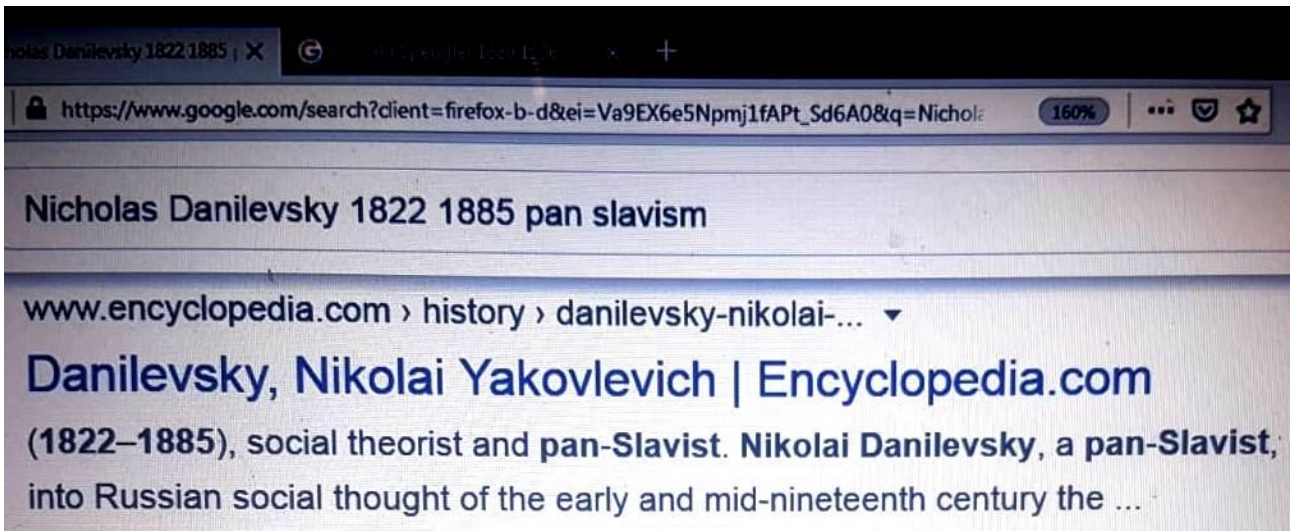 Danilevsky 1822 1885
https://www.google.com/search?client=firefox-b-d&ei=Va9EX6e5Npmj1fAPt_Sd6A0&q=Nichola
160%
Nicholas Danilevsky 1822 1885 pan slavism
www.encyclopedia.com › history › danilevsky-nikolai-...
Danilevsky, Nikolai Yakovlevich | Encyclopedia.com
(1822–1885), social theorist and pan-Slavist. Nikolai Danilevsky, a pan-Slavist,
into Russian social thought of the early and mid-nineteenth century the ...